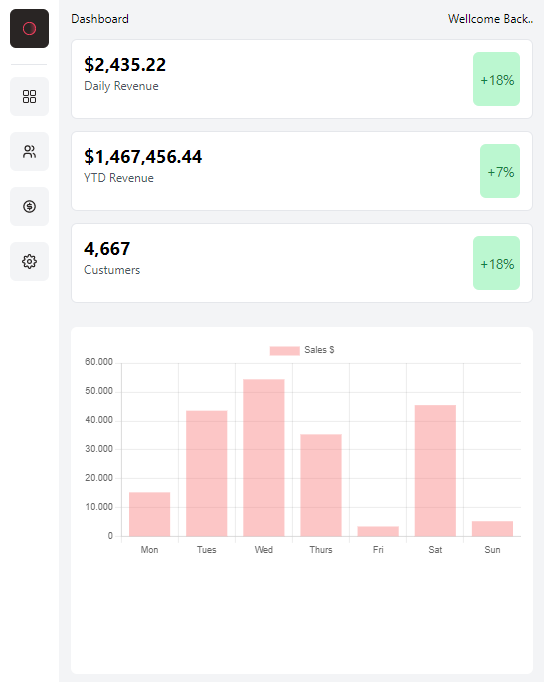 Dashboard
Wellcome Back..
$2,435.22
Daily Revenue
+18%
$1,467,456.44
YTD Revenue
+7%
4,667
Custumers
+18%
Sales $
60.000
50.000
40.000
30.000
20.000
10.000
0
Mon Tues Wed Thurs Fri Sat Sun